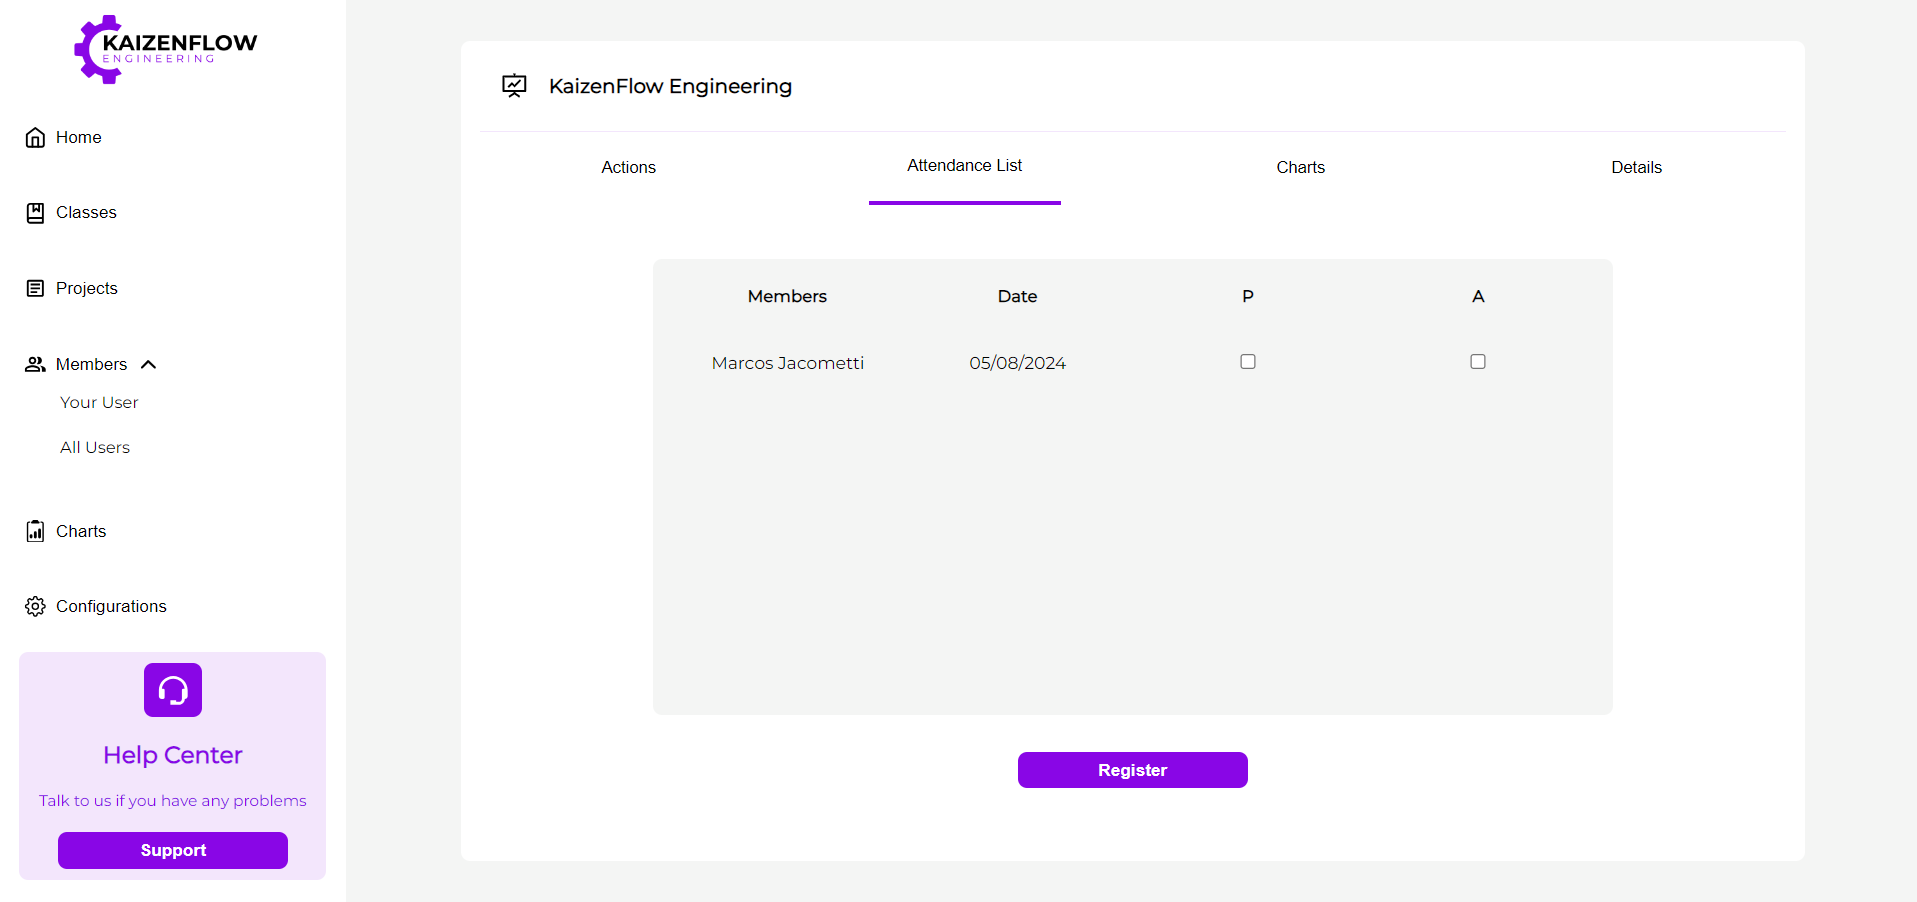 KAIZENFLOW
ENGINEERING
Home
Classes
Projects
Members
Your User
All Users
Charts
Configurations
Help Center
Talk to us if you have any problems
Support
KaizenFlow Engineering
Actions Attendance List Charts Details
Members Date P A
Marcos Jacometti 05/08/2024
Register